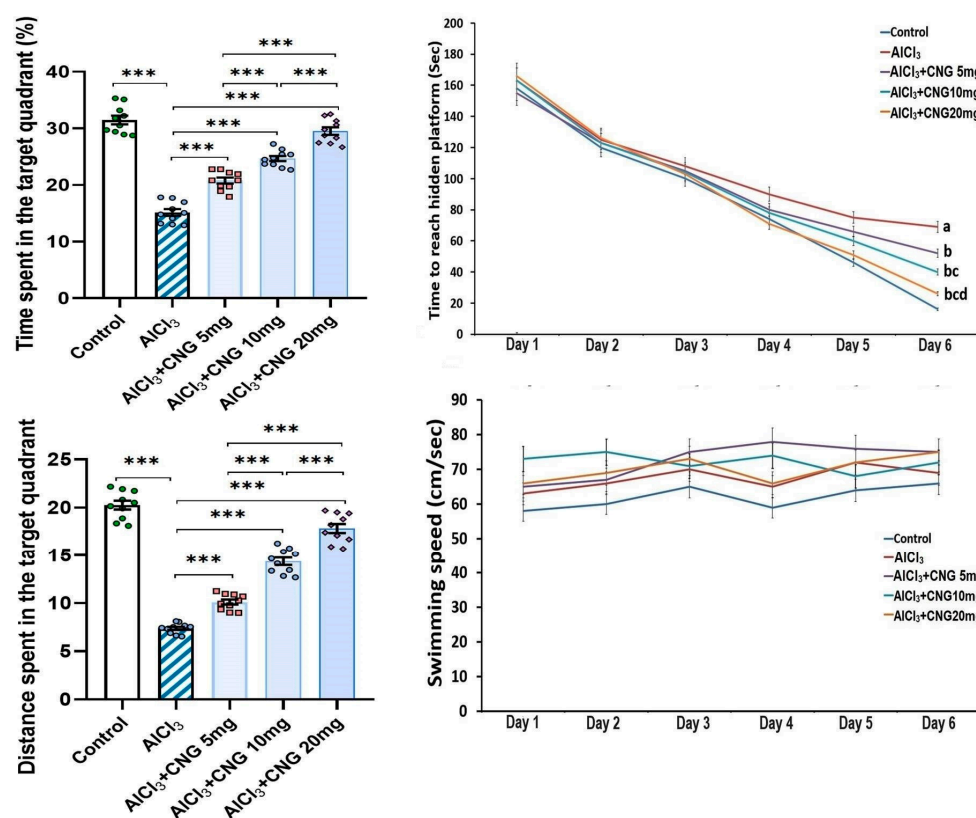 Time spent in the target quadrant (%)
40
30
20
10
0
***
***
***
***
***
***
***
Control
AlCl₃
AlCl₃+CNG 5mg
AlCl₃+CNG 10mg
AlCl₃+CNG 20mg
Time to reach hidden platform (Sec)
200
180
160
140
120
100
80
60
40
20
0
Day 1
Day 2
Day 3
Day 4
Day 5
Day 6
Control
AlCl₃
AlCl₃+CNG 5mg
AlCl₃+CNG10mg
AlCl₃+CNG20mg
a
b
bc
bcd
Distance spent in the target quadrant
25
20
15
10
5
0
***
***
***
***
***
***
***
Control
AlCl₃
AlCl₃+CNG 5mg
AlCl₃+CNG 10mg
AlCl₃+CNG 20mg
Swimming speed (cm/sec)
90
80
70
60
50
40
30
20
10
0
Day 1
Day 2
Day 3
Day 4
Day 5
Day 6
Control
AlCl₃
AlCl₃+CNG 5mg
AlCl₃+CNG10mg
AlCl₃+CNG20mg